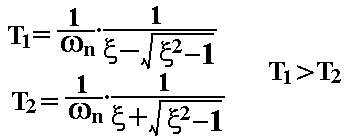 T₁ = 1/ωₙ · 1/(ξ−√(ξ²−1))
T₂ = 1/ωₙ · 1/(ξ+√(ξ²−1))
T₁ > T₂